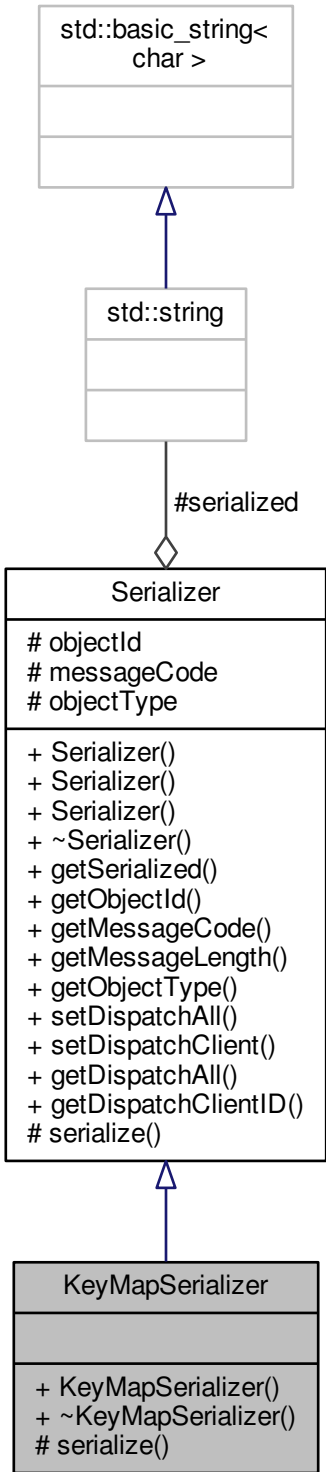 std::basic_string<
char >
std::string
#serialized
Serializer
# objectId
# messageCode
# objectType
+ Serializer()
+ Serializer()
+ Serializer()
+ ~Serializer()
+ getSerialized()
+ getObjectId()
+ getMessageCode()
+ getMessageLength()
+ getObjectType()
+ setDispatchAll()
+ setDispatchClient()
+ getDispatchAll()
+ getDispatchClientID()
# serialize()
KeyMapSerializer
+ KeyMapSerializer()
+ ~KeyMapSerializer()
# serialize()